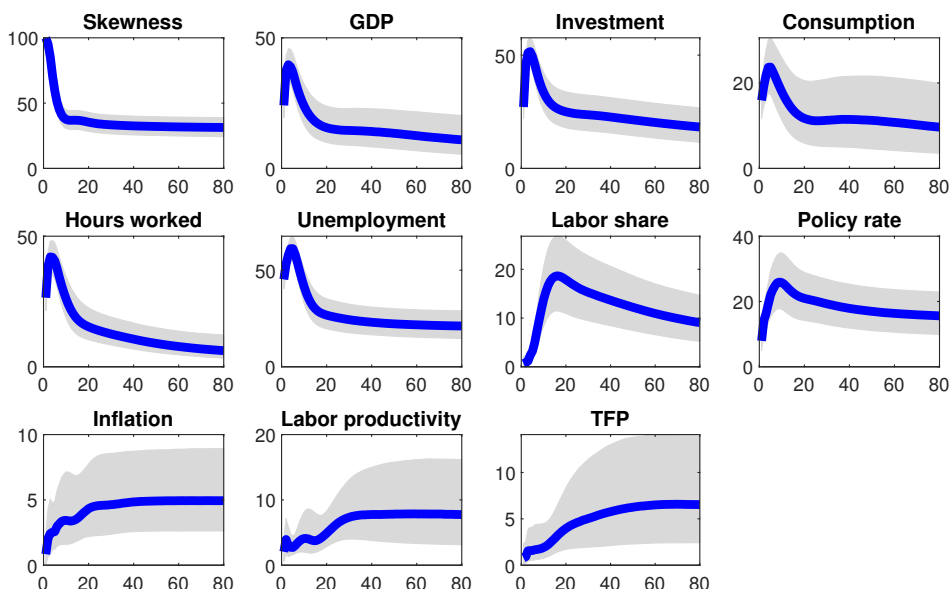 Skewness GDP Investment Consumption
100 50 50 20
50
0 0 0 0
0 20 40 60 80 0 20 40 60 80 0 20 40 60 80 0 20 40 60 80
Hours worked Unemployment Labor share Policy rate
50 50 20 40
10 20
0 0 0 0
0 20 40 60 80 0 20 40 60 80 0 20 40 60 80 0 20 40 60 80
Inflation Labor productivity TFP
10 20 10
5 10 5
0 0 0
0 20 40 60 80 0 20 40 60 80 0 20 40 60 80